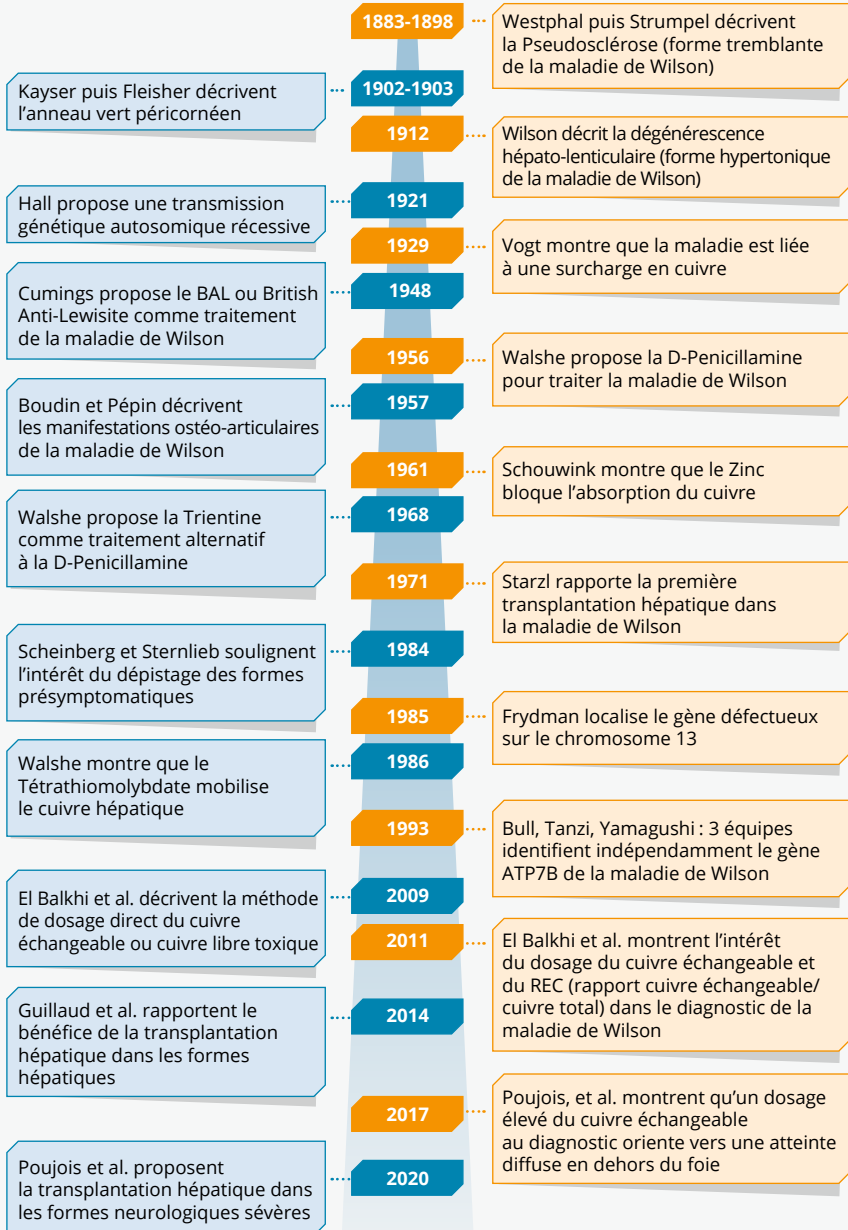 1883-1898
Westphal puis Strumpel décrivent
la Pseudosclérose (forme tremblante
de la maladie de Wilson)
1902-1903
Kayser puis Fleisher décrivent
l’anneau vert péricornéen
1912
Wilson décrit la dégénérescence
hépato-lenticulaire (forme hypertonique
de la maladie de Wilson)
1921
Hall propose une transmission
génétique autosomique récessive
1929
Vogt montre que la maladie est liée
à une surcharge en cuivre
1948
Cumings propose le BAL ou British
Anti-Lewisite comme traitement
de la maladie de Wilson
1956
Walshe propose la D-Penicillamine
pour traiter la maladie de Wilson
1957
Boudin et Pépin décrivent
les manifestations ostéo-articulaires
de la maladie de Wilson
1961
Schouwink montre que le Zinc
bloque l’absorption du cuivre
1968
Walshe propose la Trientine
comme traitement alternatif
à la D-Penicillamine
1971
Starzl rapporte la première
transplantation hépatique dans
la maladie de Wilson
1984
Scheinberg et Sternlieb soulignent
l’intérêt du dépistage des formes
présymptomatiques
1985
Frydman localise le gène défectueux
sur le chromosome 13
1986
Walshe montre que le
Tétrathiomolybdate mobilise
le cuivre hépatique
1993
Bull, Tanzi, Yamagushi : 3 équipes
identifient indépendamment le gène
ATP7B de la maladie de Wilson
2009
El Balkhi et al. décrivent la méthode
de dosage direct du cuivre
échangeable ou cuivre libre toxique
2011
El Balkhi et al. montrent l’intérêt
du dosage du cuivre échangeable et
du REC (rapport cuivre échangeable/
cuivre total) dans le diagnostic de la
maladie de Wilson
2014
Guillaud et al. rapportent le
bénéfice de la transplantation
hépatique dans les formes
hépatiques
2017
Poujois, et al. montrent qu’un dosage
élevé du cuivre échangeable
au diagnostic oriente vers une atteinte
diffuse en dehors du foie
2020
Poujois et al. proposent
la transplantation hépatique dans
les formes neurologiques sévères